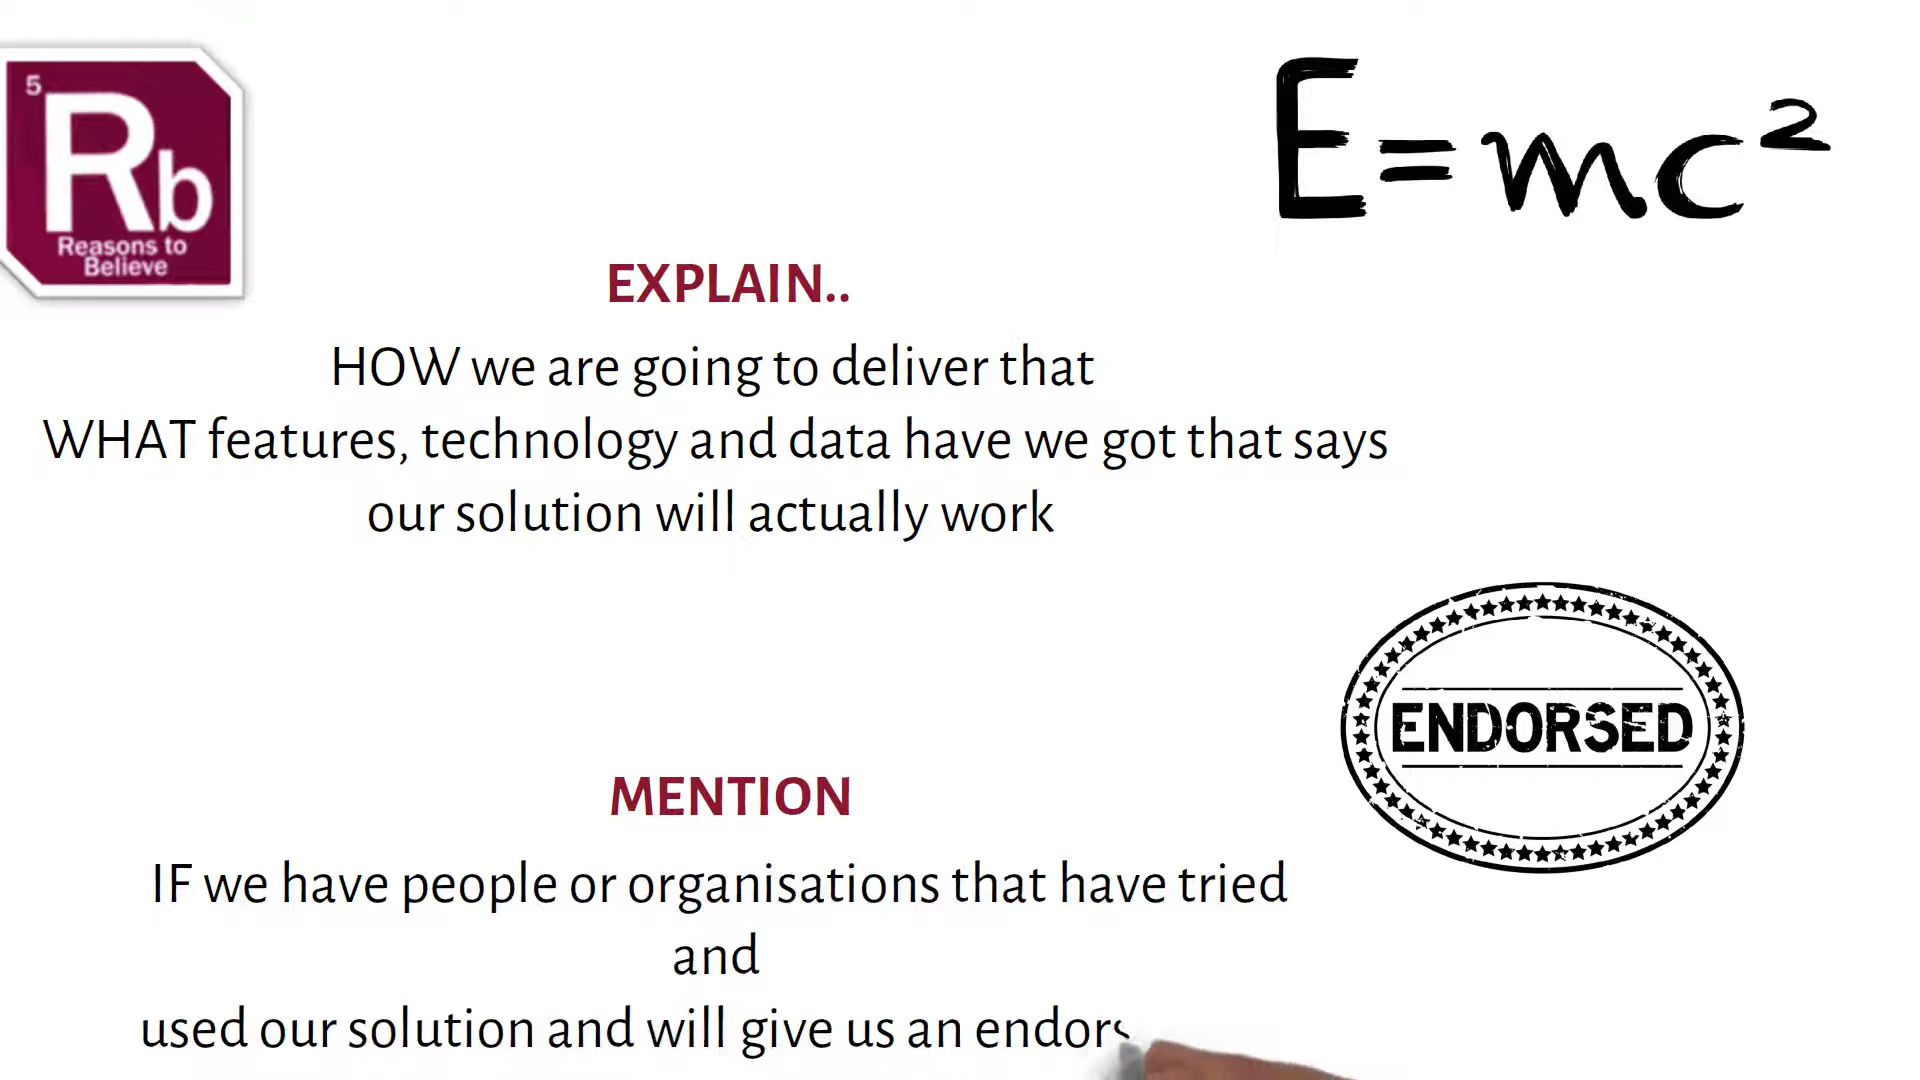 5
Rb
Reasons to
Believe
E=mc²
EXPLAIN..
HOW we are going to deliver that
WHAT features, technology and data have we got that says
our solution will actually work
ENDORSED
MENTION
IF we have people or organisations that have tried
and
used our solution and will give us an endors